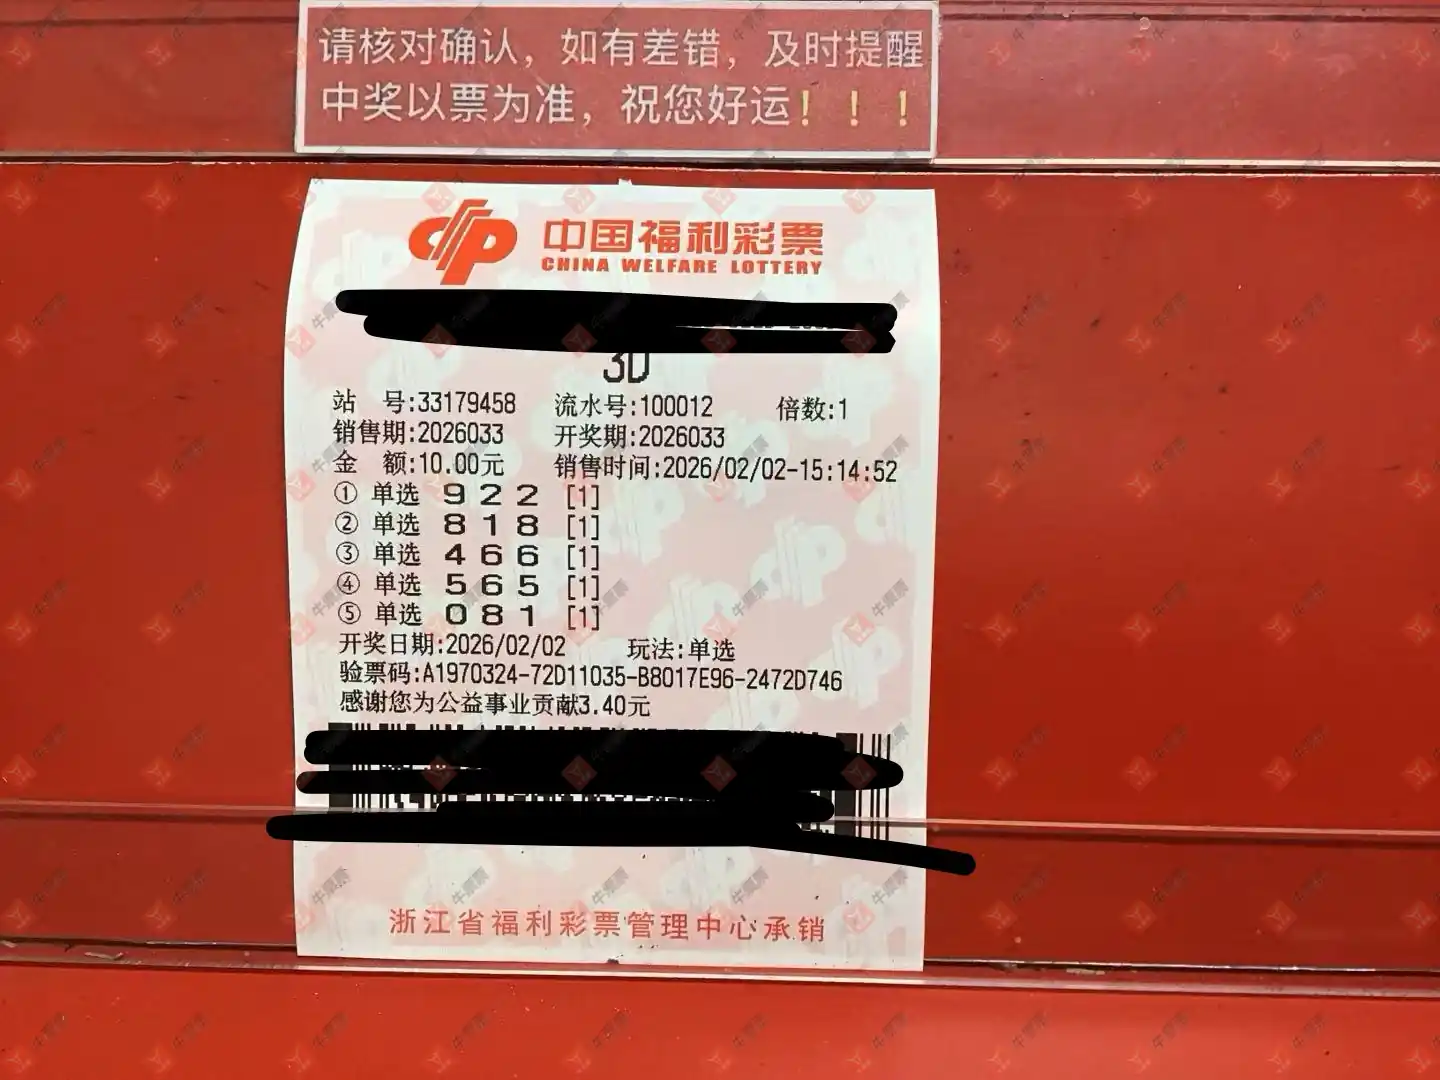 请核对确认，如有差错，及时提醒
中奖以票为准，祝您好运！！！
中国福利彩票
CHINA WELFARE LOTTERY
3D
站 号:33179458 流水号:100012 倍数:1
销售期:2026033 开奖期:2026033
金 额:10.00元 销售时间:2026/02/02-15:14:52
① 单选 9 2 2 [1]
② 单选 8 1 8 [1]
③ 单选 4 6 6 [1]
④ 单选 5 6 5 [1]
⑤ 单选 0 8 1 [1]
开奖日期:2026/02/02 玩法:单选
验票码:A1970324-72D11035-B8017E96-2472D746
感谢您为公益事业贡献3.40元
浙江省福利彩票管理中心承销